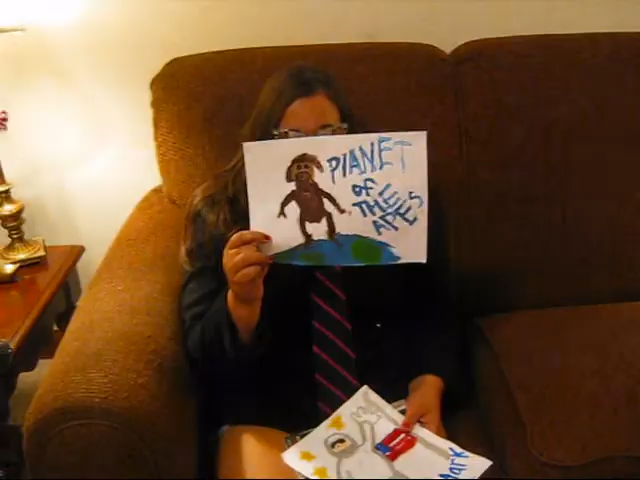 PlANET
of
THE
APES
Mark